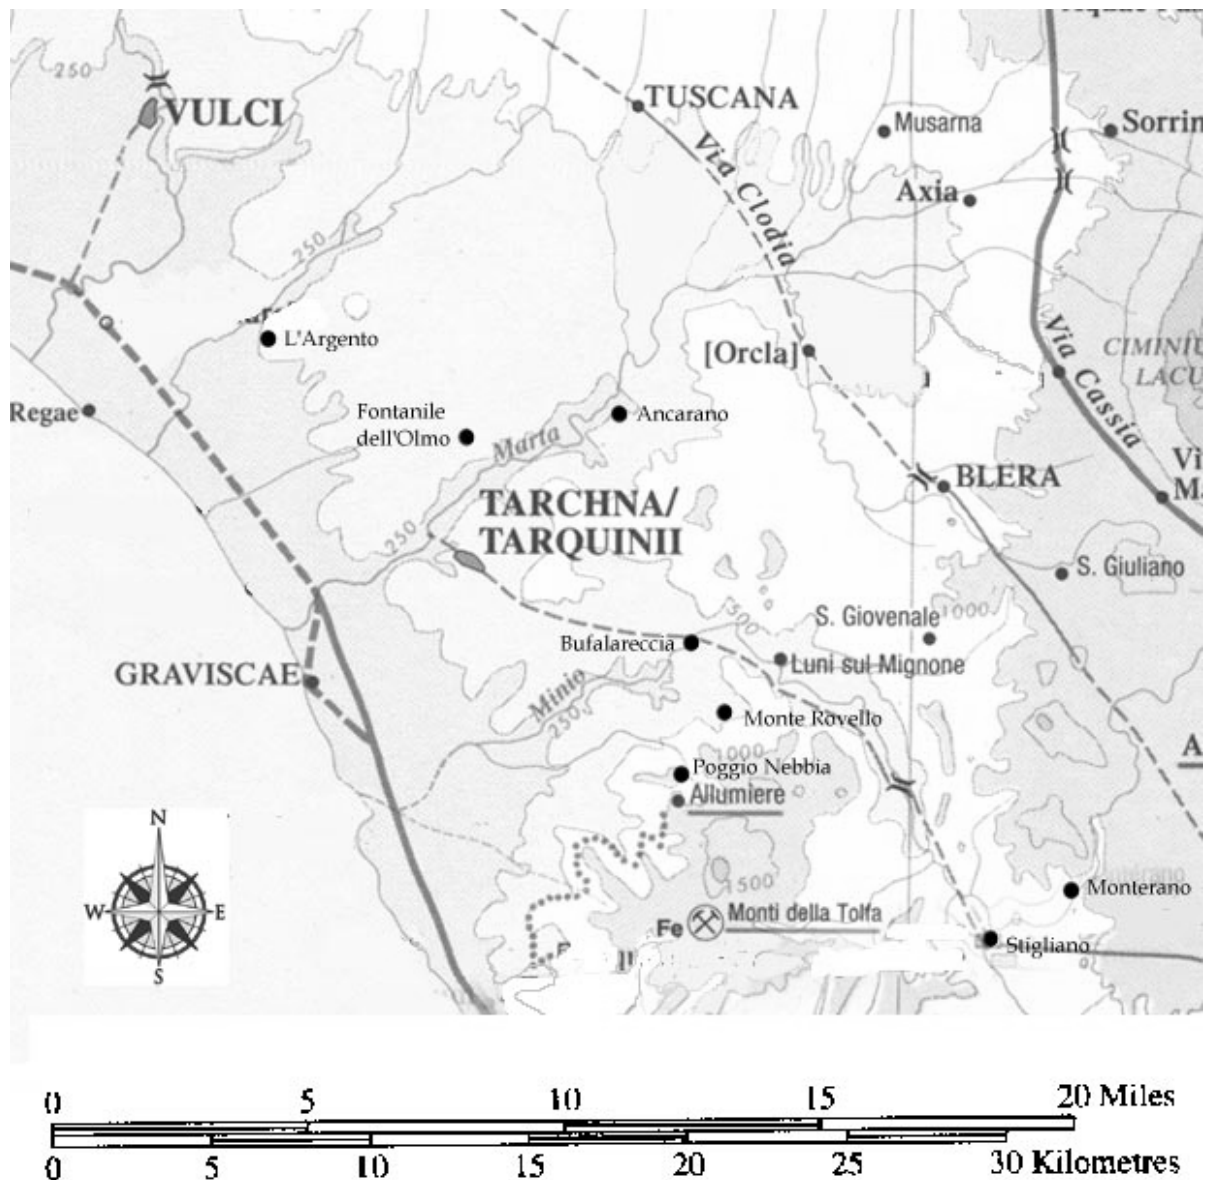 250
VULCI
TUSCANA
Musarna
Sorrin
Via Clodia
Axia
250
L'Argento
[Orcla]
Via Cassia
CIMINIU
LACU
Regae
Fontanile
dell'Olmo
Ancarano
Marta
BLERA
Vi
Ma
TARCHNA/
TARQUINII
250
S. Giuliano
500
S. Giovenale
1000
Bufalareccia
Luni sul Mignone
GRAVISCAE
Minio
250
Monte Rovello
1000
Poggio Nebbia
Allumiere
A
N
W
E
S
1500
Monterano
Fe
Monti della Tolfa
Stigliano
0 5 10 15 20 Miles
0 5 10 15 20 25 30 Kilometres